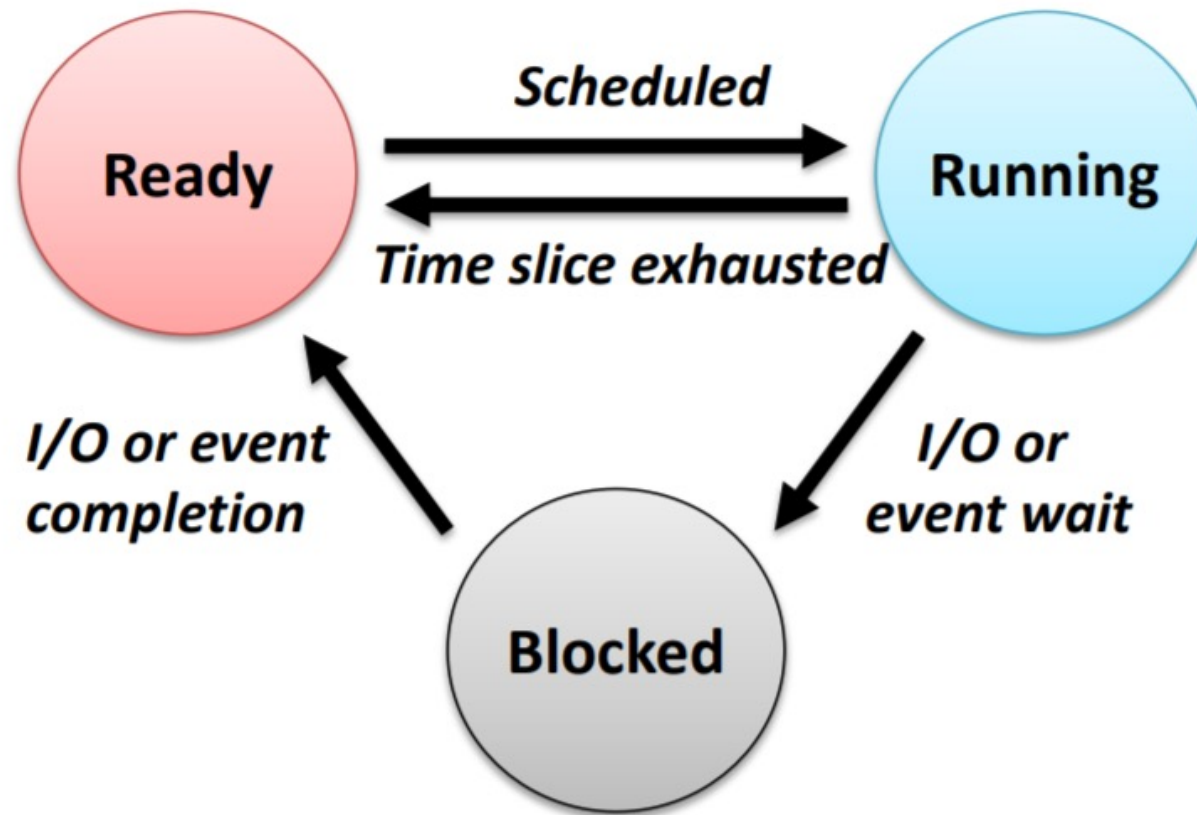 Scheduled
Ready
Running
Time slice exhausted
I/O or event
completion
I/O or
event wait
Blocked